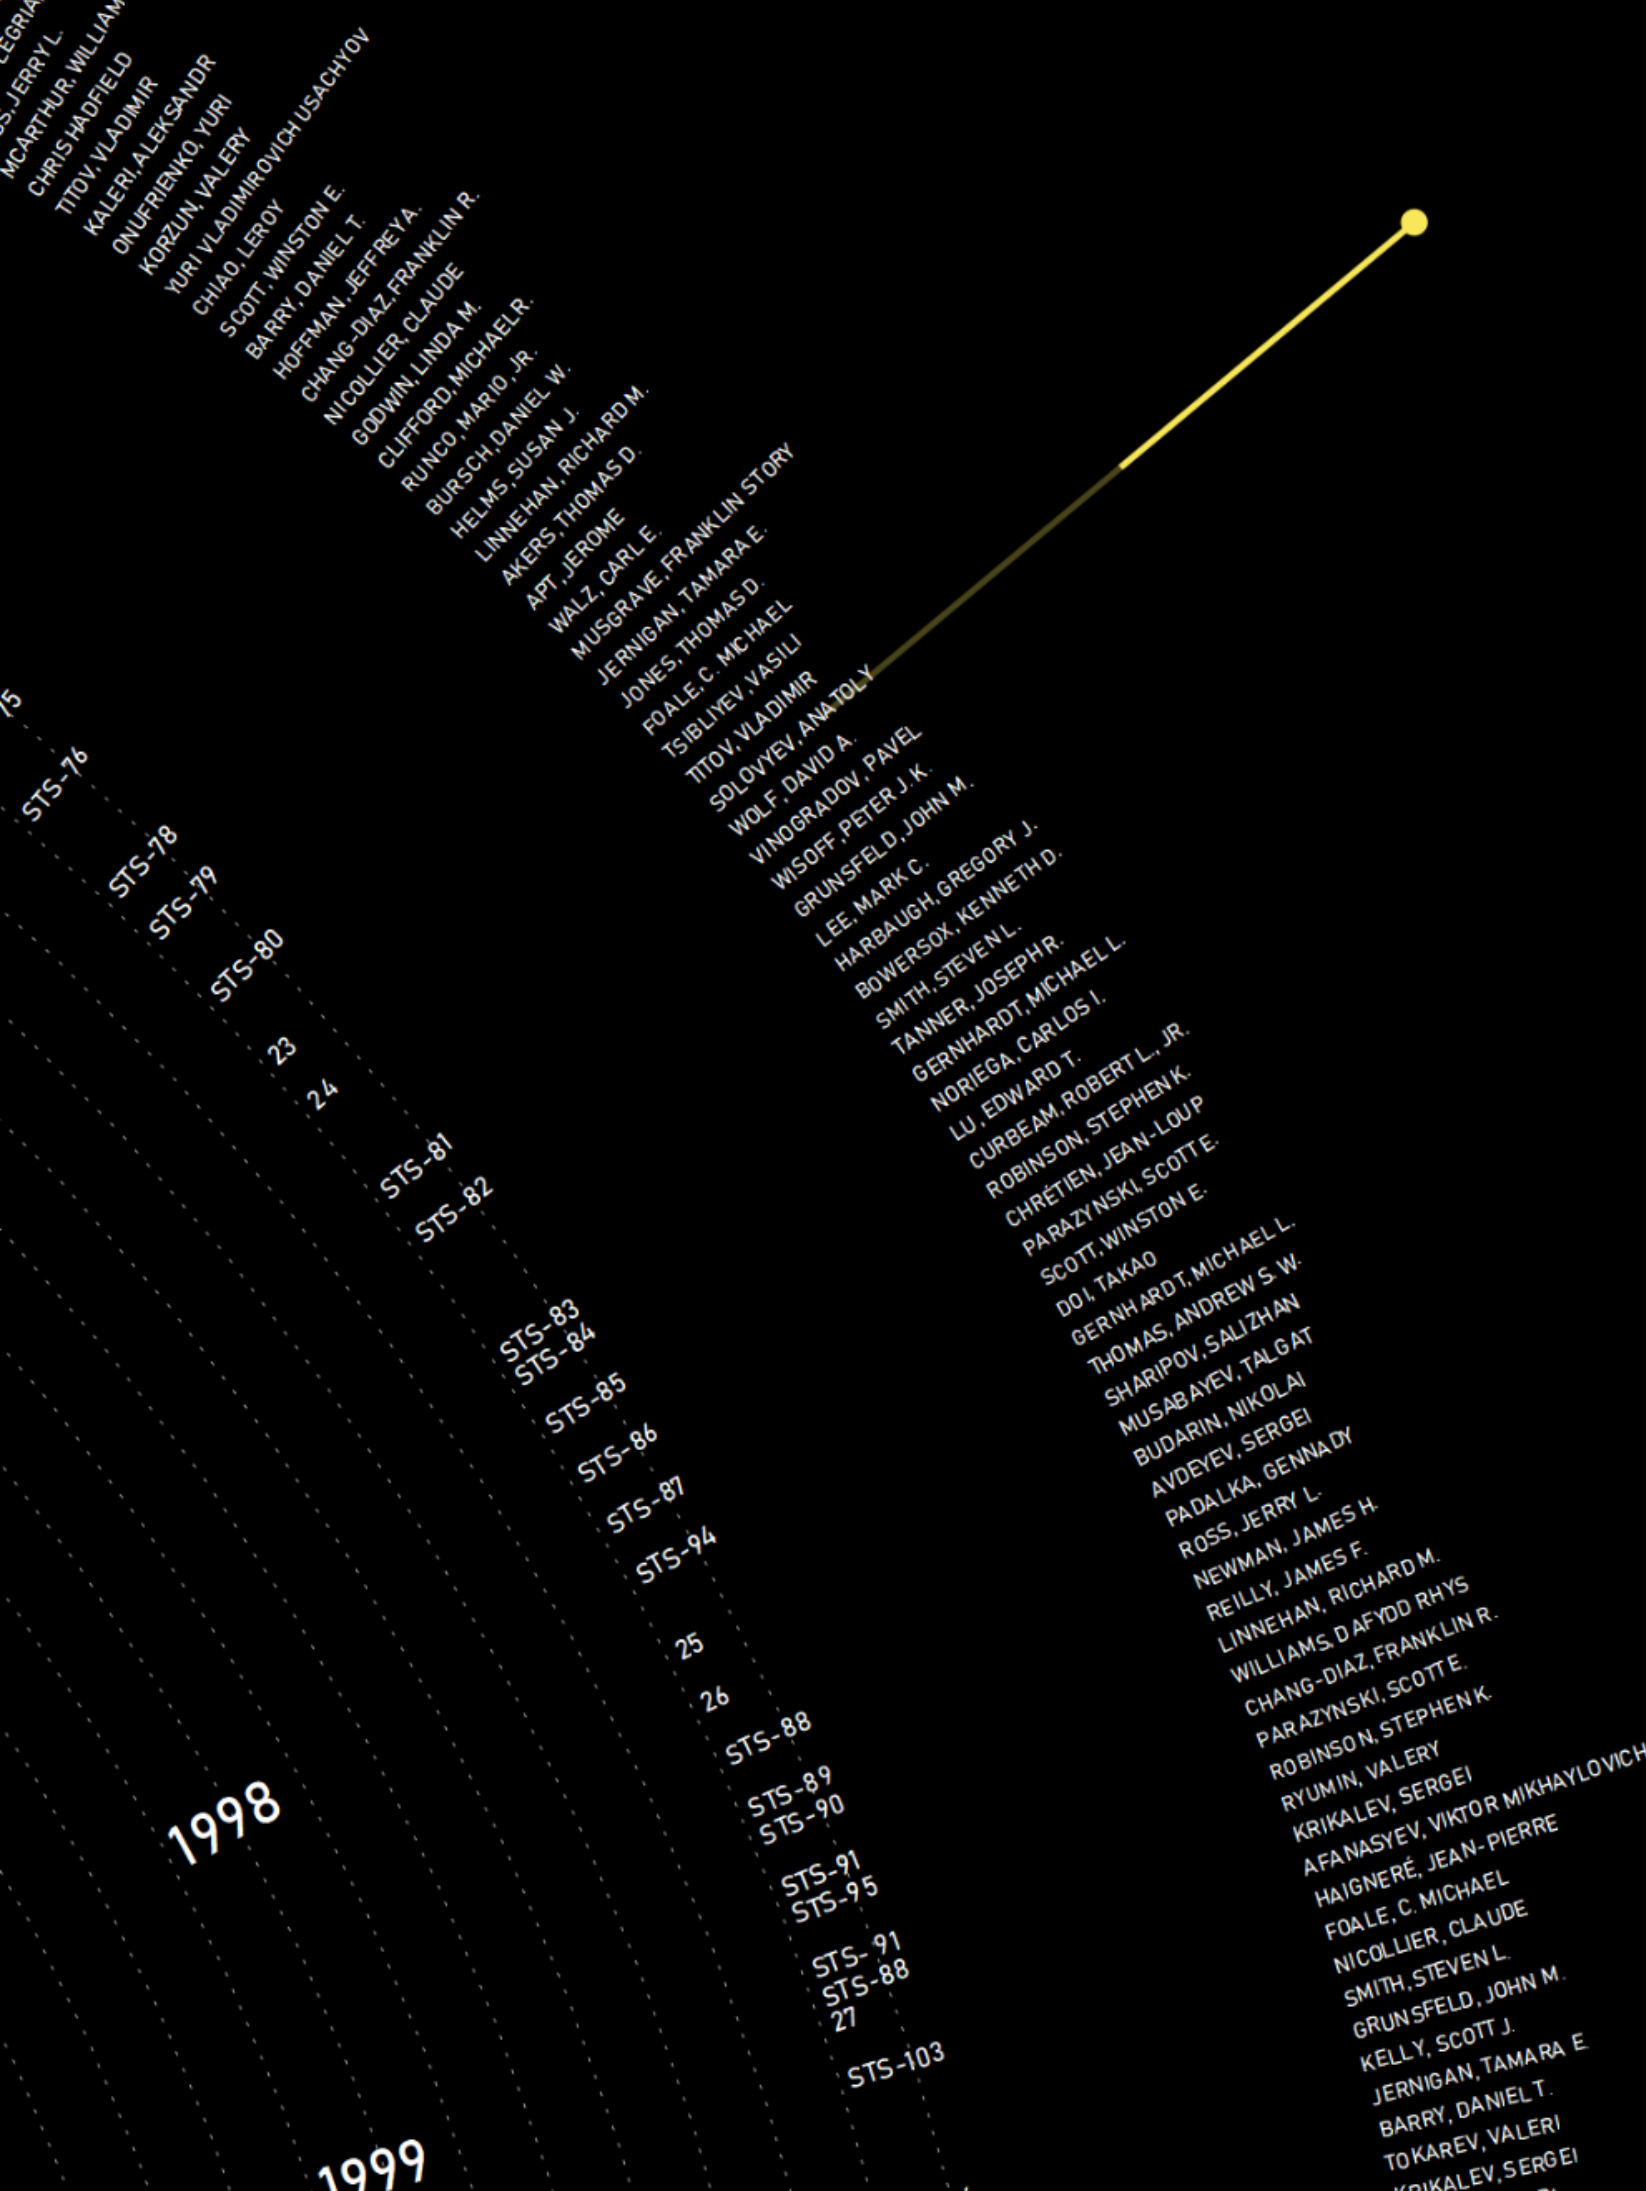 JERRY L.
MCARTHUR, WILLIAM
CHRIS HADFIELD
TITOV, VLADIMIR
KALERI, ALEKSANDR
ONUFRIENKO, YURI
KORZUN, VALERY
YURI VLADIMIROVICH USACHYOV
CHIAO, LEROY
SCOTT, WINSTON E.
BARRY, DANIEL T.
HOFFMAN, JEFFREY A.
CHANG-DIAZ, FRANKLIN R.
NICOLLIER, CLAUDE
GODWIN, LINDA M.
CLIFFORD, MICHAEL R.
RUNCO, MARIO, JR.
BURSCH, DANIEL W.
HELMS, SUSAN J.
LINNEHAN, RICHARD M.
AKERS, THOMAS D.
APT, JEROME
WALZ, CARL E.
MUSGRAVE, FRANKLIN STORY
JERNIGAN, TAMARA E.
JONES, THOMAS D.
FOALE, C. MICHAEL
TSIBLIYEV, VASILI
TITOV, VLADIMIR
SOLOVYEV, ANATOLY
WOLF, DAVID A.
VINOGRADOV, PAVEL
WISOFF, PETER J. K.
GRUNSFELD, JOHN M.
LEE, MARK C.
HARBAUGH, GREGORY J.
BOWERSOX, KENNETH D.
SMITH, STEVEN L.
TANNER, JOSEPH R.
GERNHARDT, MICHAEL L.
NORIEGA, CARLOS I.
LU, EDWARD T.
CURBEAM, ROBERT L., JR.
ROBINSON, STEPHEN K.
CHRÉTIEN, JEAN-LOUP
PARAZYNSKI, SCOTT E.
SCOTT, WINSTON E.
DOI, TAKAO
GERNHARDT, MICHAEL L.
THOMAS, ANDREW S. W.
SHARIPOV, SALIZHAN
MUSABAYEV, TALGAT
BUDARIN, NIKOLAI
AVDEYEV, SERGEI
PADALKA, GENNADY
ROSS, JERRY L.
NEWMAN, JAMES H.
REILLY, JAMES F.
LINNEHAN, RICHARD M.
WILLIAMS, DAFYDD RHYS
CHANG-DIAZ, FRANKLIN R.
PARAZYNSKI, SCOTT E.
ROBINSON, STEPHEN K.
RYUMIN, VALERY
KRIKALEV, SERGEI
AFANASYEV, VIKTOR MIKHAYLOVICH
HAIGNERÉ, JEAN-PIERRE
FOALE, C. MICHAEL
NICOLLIER, CLAUDE
SMITH, STEVEN L.
GRUNSFELD, JOHN M.
KELLY, SCOTT J.
JERNIGAN, TAMARA E.
BARRY, DANIEL T.
TOKAREV, VALERI
KRIKALEV, SERGEI
STS-76
STS-78
STS-79
STS-80
23
24
STS-81
STS-82
STS-83
STS-84
STS-85
STS-86
STS-87
STS-94
25
26
STS-88
STS-89
STS-90
STS-91
STS-95
STS-91
STS-88
27
STS-103
1998
1999